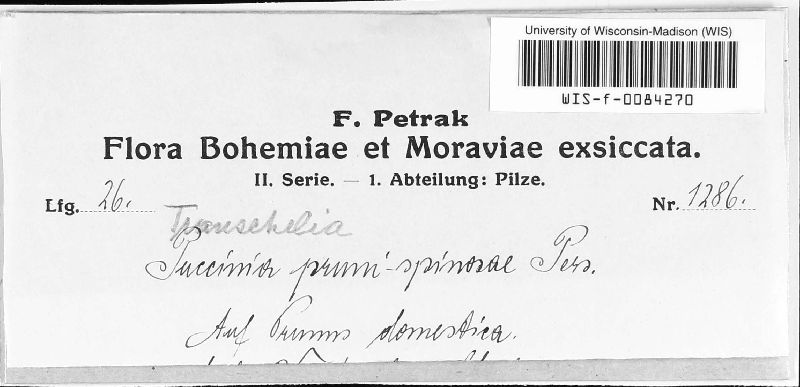 University of Wisconsin-Madison (WIS)
WIS-f-0084270
F. Petrak
Flora Bohemiae et Moraviae exsiccata.
II. Serie. — 1. Abteilung: Pilze.
Lfg. 26. Nr. 1286.
Transchelia
Puccinia pruni-spinosae Pers.
Auf Prunus domestica.